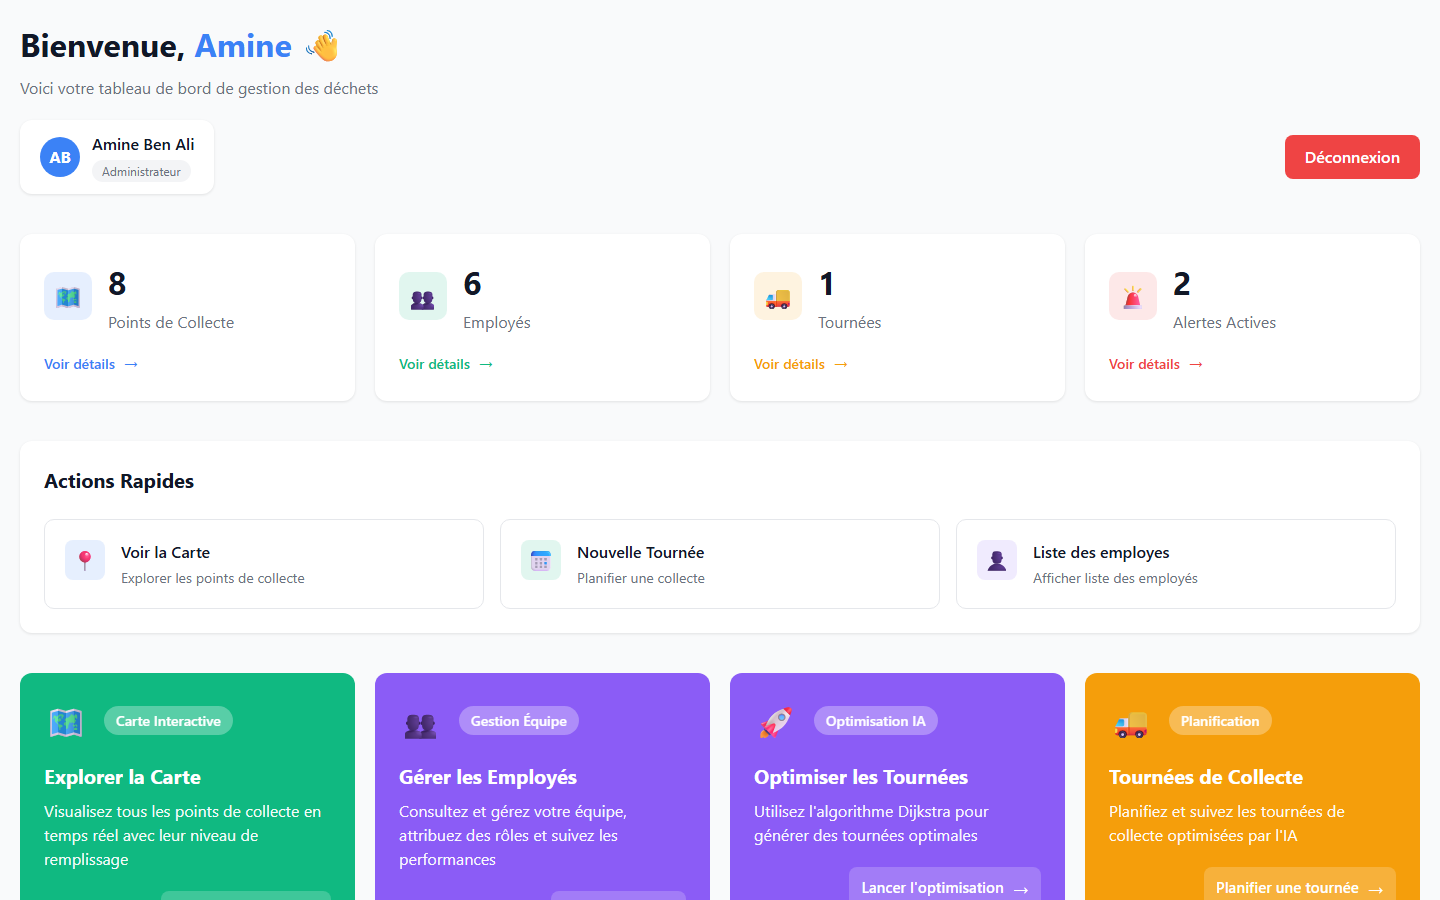 Bienvenue, Amine 👋
Voici votre tableau de bord de gestion des déchets
AB
Amine Ben Ali
Administrateur
Déconnexion
8
Points de Collecte
Voir détails →
6
Employés
Voir détails →
1
Tournées
Voir détails →
2
Alertes Actives
Voir détails →
Actions Rapides
Voir la Carte
Explorer les points de collecte
Nouvelle Tournée
Planifier une collecte
Liste des employes
Afficher liste des employés
Carte Interactive
Explorer la Carte
Visualisez tous les points de collecte en
temps réel avec leur niveau de
remplissage
Gestion Équipe
Gérer les Employés
Consultez et gérez votre équipe,
attribuez des rôles et suivez les
performances
Optimisation IA
Optimiser les Tournées
Utilisez l'algorithme Dijkstra pour
générer des tournées optimales
Lancer l'optimisation →
Planification
Tournées de Collecte
Planifiez et suivez les tournées de
collecte optimisées par l'IA
Planifier une tournée →